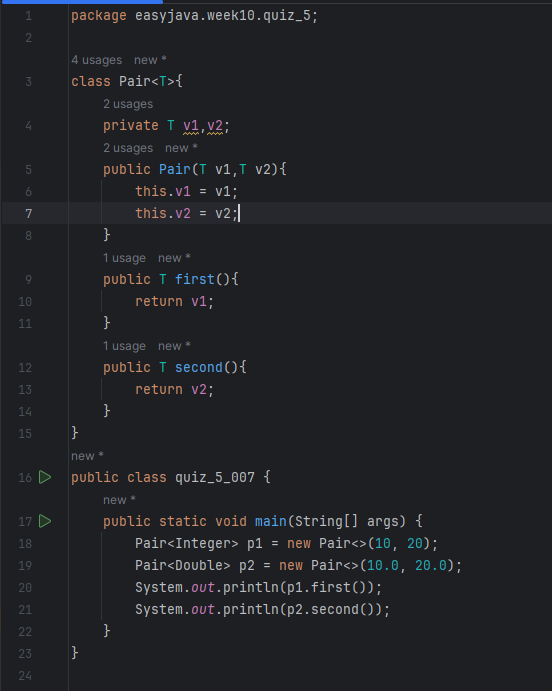 1 package easyjava.week10.quiz_5;
2
4 usages new *
3 class Pair<T>{
2 usages
4 private T v1,v2;
2 usages new *
5 public Pair(T v1,T v2){
6 this.v1 = v1;
7 this.v2 = v2;
8 }
1 usage new *
9 public T first(){
10 return v1;
11 }
1 usage new *
12 public T second(){
13 return v2;
14 }
15 }
new *
16 public class quiz_5_007 {
new *
17 public static void main(String[] args) {
18 Pair<Integer> p1 = new Pair<>(10, 20);
19 Pair<Double> p2 = new Pair<>(10.0, 20.0);
20 System.out.println(p1.first());
21 System.out.println(p2.second());
22 }
23 }
24